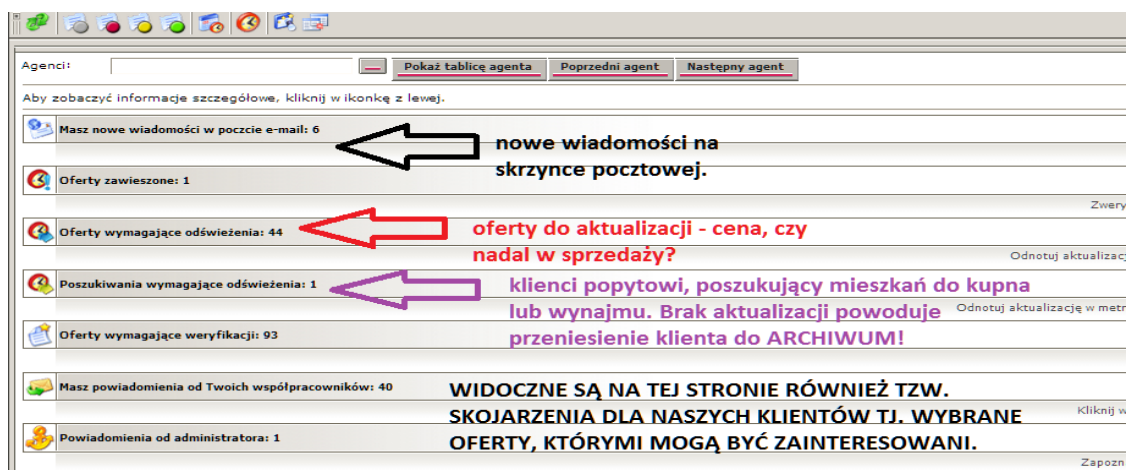 Agenci:
Pokaż tablicę agenta
Poprzedni agent
Następny agent
Aby zobaczyć informacje szczegółowe, kliknij w ikonkę z lewej.
Masz nowe wiadomości w poczcie e-mail: 6
nowe wiadomości na
skrzynce pocztowej.
Oferty zawieszone: 1
Zwery
Oferty wymagające odświeżenia: 44
oferty do aktualizacji - cena, czy
nadal w sprzedaży?
Odnotuj aktualizacj
Poszukiwania wymagające odświeżenia: 1
klienci popytowi, poszukujący mieszkań do kupna
lub wynajmu. Brak aktualizacji powoduje
przeniesienie klienta do ARCHIWUM!
Odnotuj aktualizację w metr
Oferty wymagające weryfikacji: 93
Masz powiadomienia od Twoich współpracowników: 40
WIDOCZNE SĄ NA TEJ STRONIE RÓWNIEŻ TZW.
SKOJARZENIA DLA NASZYCH KLIENTÓW TJ. WYBRANE
OFERTY, KTÓRYMI MOGĄ BYĆ ZAINTERESOWANI.
Kliknij w
Powiadomienia od administratora: 1
Zapozn